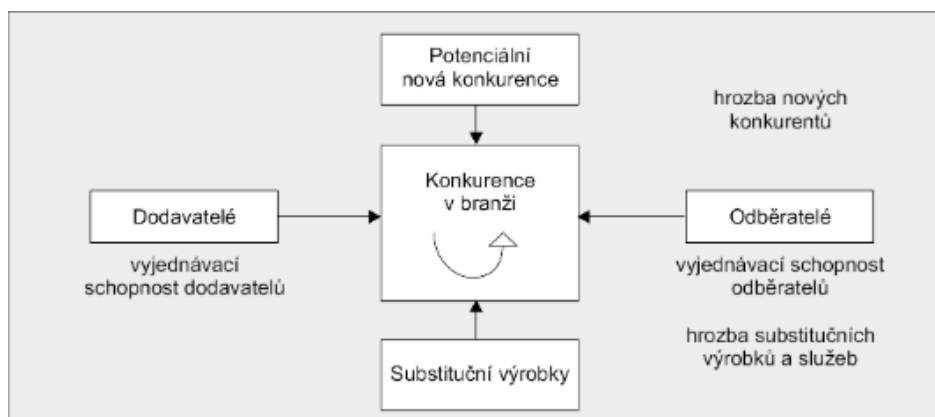 Potenciální
nová konkurence
hrozba nových
konkurentů
Konkurence
v branži
Dodavatelé
Odběratelé
vyjednávací
schopnost dodavatelů
vyjednávací schopnost
odběratelů
hrozba substitučních
výrobků a služeb
Substituční výrobky